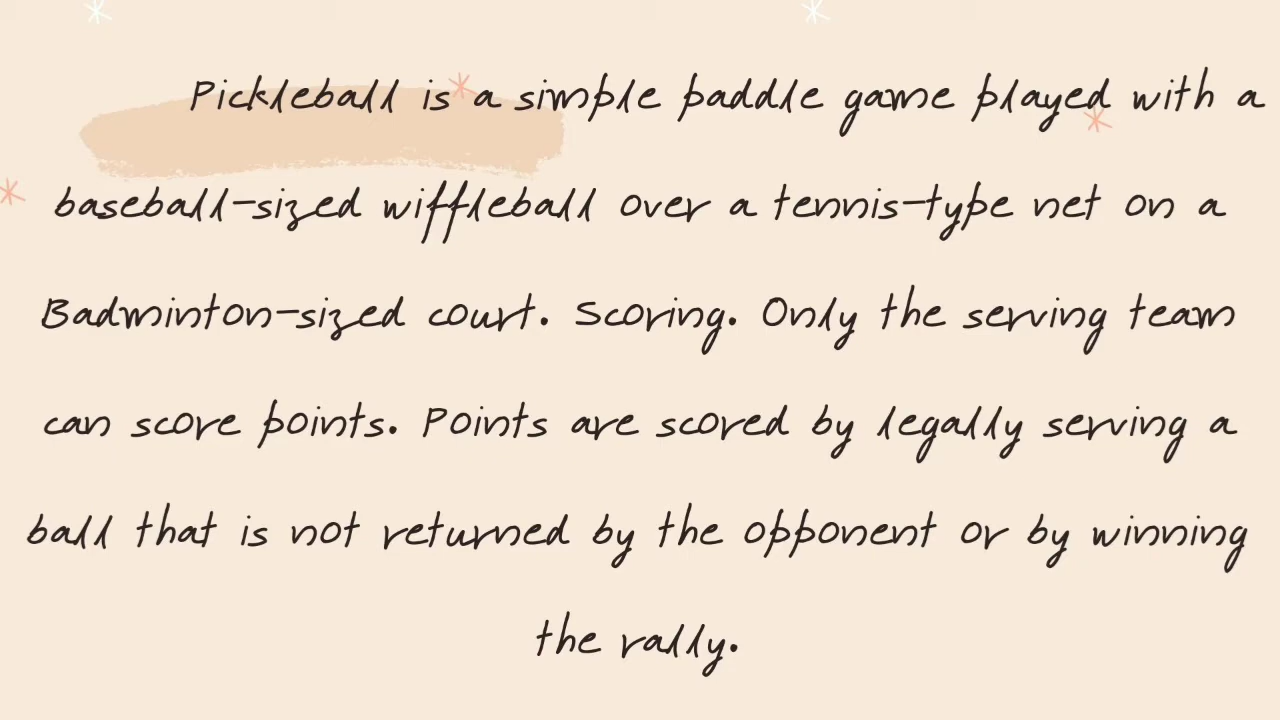 Pickleball is a simple paddle game played with a
baseball-sized wiffleball over a tennis-type net on a
Badminton-sized court. Scoring. Only the serving team
can score points. Points are scored by legally serving a
ball that is not returned by the opponent or by winning
the rally.